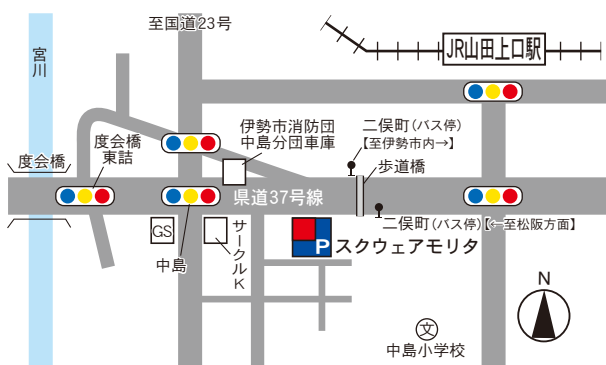 至国道23号
JR山田上口駅
宮川
伊勢市消防団
中島分団車庫
二俣町(バス停)
【至伊勢市内→】
度会橋
東詰
度会橋
歩道橋
県道37号線
二俣町(バス停)【←至松阪方面】
GS
サークルK
P
スクウェアモリタ
中島
N
文
中島小学校